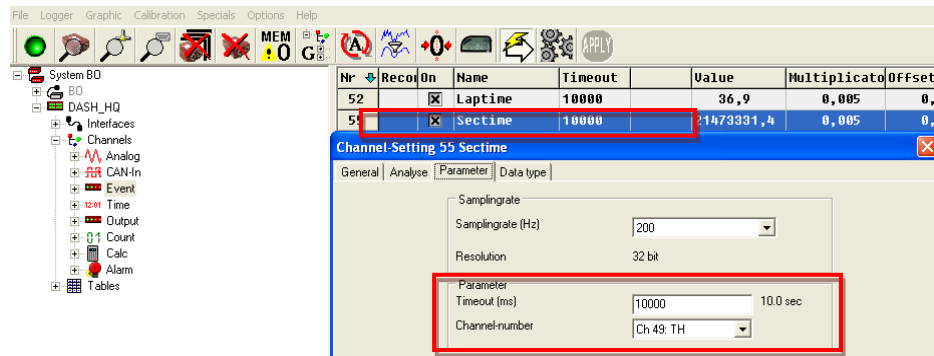 File Logger Graphic Calibration Specials Options Help
MEM
0 G
A 0 APPLY
System BO
BO
DASH_HQ
Interfaces
Channels
Analog
CAN-In
Event
12:01 Time
Output
Count
Calc
Alarm
Tables
Nr Recor On Name Timeout Value Multiplicato Offset
52 Laptime 10000 36,9 0,005 0,
55 Sectime 10000 21473331,4 0,005 0,
Channel-Setting 55 Sectime
General Analyse Parameter Data type
Samplingrate
Samplingrate (Hz) 200
Resolution 32 bit
Parameter
Timeout (ms) 10000 10.0 sec
Channel-number Ch 49: TH